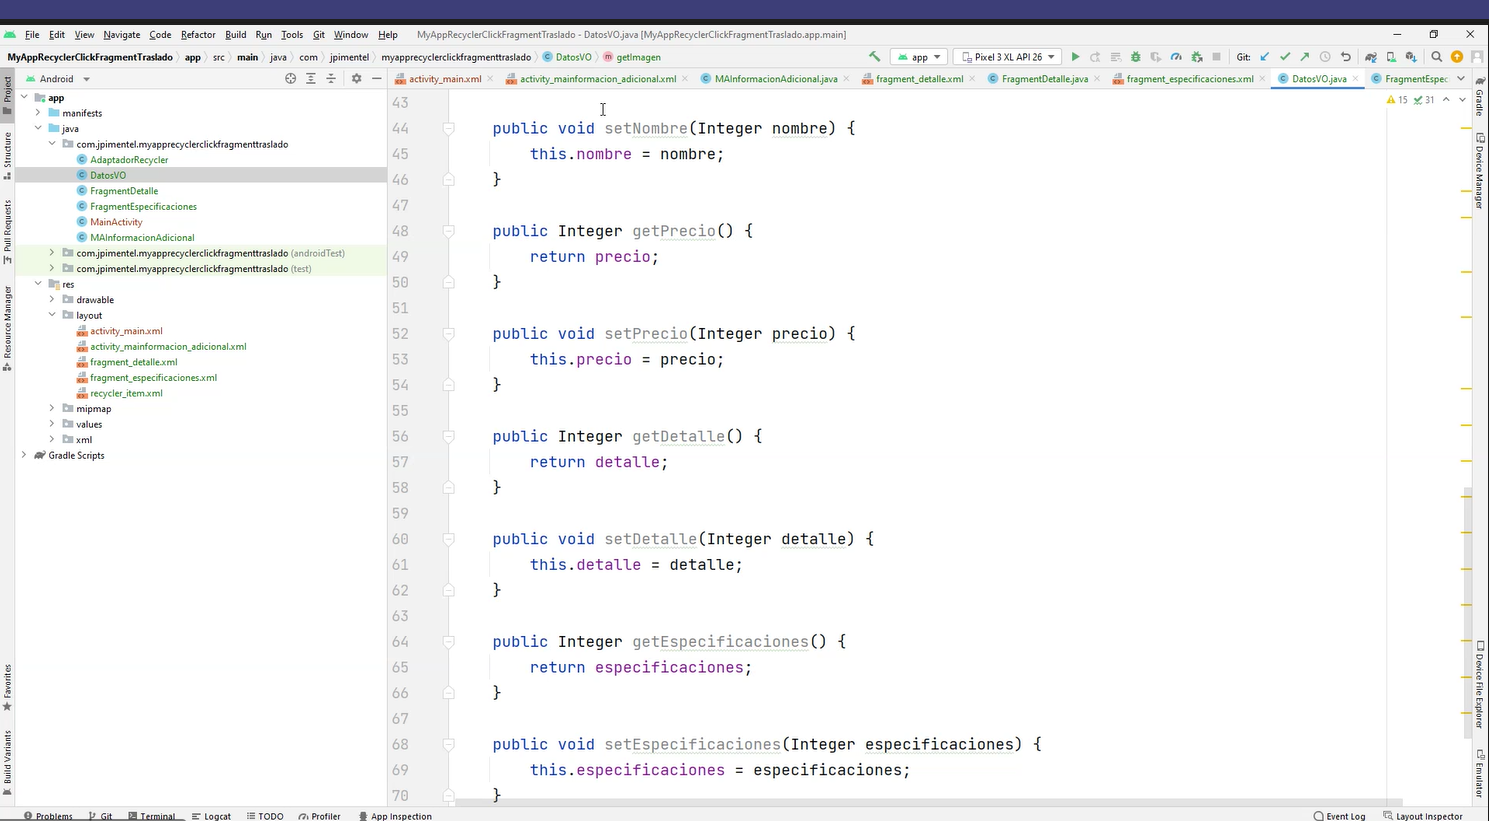 File Edit View Navigate Code Refactor Build Run Tools Git Window Help MyAppRecyclerClickFragmentTraslado - DatosVO.java [MyAppRecyclerClickFragmentTraslado.app.main]
MyAppRecyclerClickFragmentTraslado app src main java com jpimentel myapprecyclerclickfragmenttraslado DatosVO getImagen app Pixel 3 XL API 26 Git:
Android
activity_main.xml activity_mainformacion_adicional.xml MAInformacionAdicional.java fragment_detalle.xml FragmentDetalle.java fragment_especificaciones.xml DatosVO.java FragmentEspec
15 31
app
manifests
java
com.jpimentel.myapprecyclerclickfragmenttraslado
AdaptadorRecycler
DatosVO
FragmentDetalle
FragmentEspecificaciones
MainActivity
MAInformacionAdicional
com.jpimentel.myapprecyclerclickfragmenttraslado (androidTest)
com.jpimentel.myapprecyclerclickfragmenttraslado (test)
res
drawable
layout
activity_main.xml
activity_mainformacion_adicional.xml
fragment_detalle.xml
fragment_especificaciones.xml
recycler_item.xml
mipmap
values
xml
Gradle Scripts
43
44 public void setNombre(Integer nombre) {
45 this.nombre = nombre;
46 }
47
48 public Integer getPrecio() {
49 return precio;
50 }
51
52 public void setPrecio(Integer precio) {
53 this.precio = precio;
54 }
55
56 public Integer getDetalle() {
57 return detalle;
58 }
59
60 public void setDetalle(Integer detalle) {
61 this.detalle = detalle;
62 }
63
64 public Integer getEspecificaciones() {
65 return especificaciones;
66 }
67
68 public void setEspecificaciones(Integer especificaciones) {
69 this.especificaciones = especificaciones;
70 }
Project
Structure
Pull Requests
Resource Manager
Favorites
Build Variants
Gradle
Device Manager
Device File Explorer
Emulator
Problems Git Terminal Logcat TODO Profiler App Inspection Event Log Layout Inspector